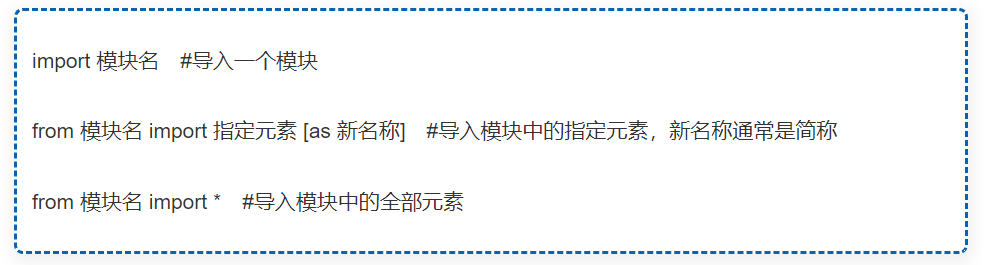 import 模块名 #导入一个模块
from 模块名 import 指定元素 [as 新名称] #导入模块中的指定元素，新名称通常是简称
from 模块名 import * #导入模块中的全部元素